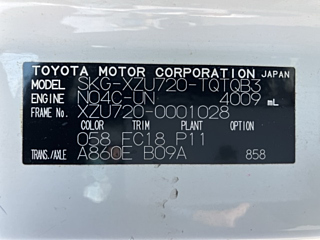 TOYOTA MOTOR CORPORATION JAPAN
MODEL SKG-XZU720-TQTQB3
ENGINE N04C-UN 4009 mL
FRAME No. XZU720-0001028
COLOR TRIM PLANT OPTION
058 FC18 P11
TRANS./AXLE A860E B09A 858